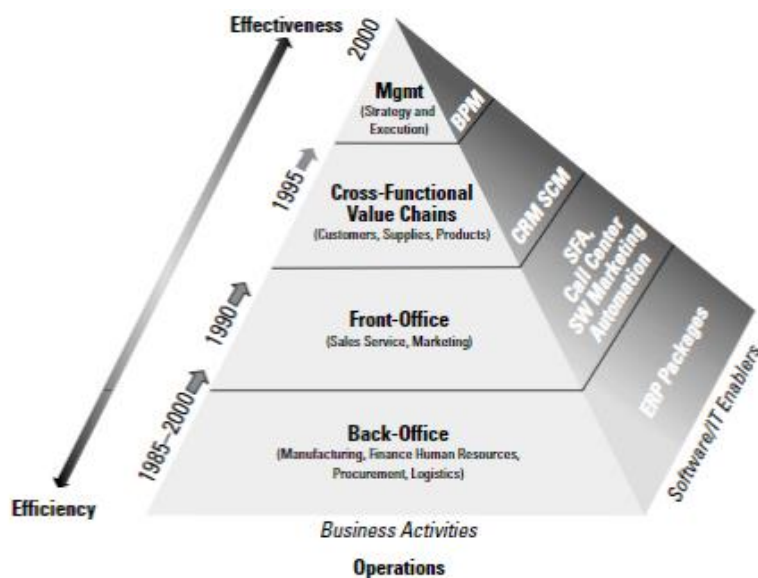 Effectiveness
2000
Mgmt
(Strategy and
Execution)
BPM
1995
Cross-Functional
Value Chains
(Customers, Supplies, Products)
CRM SCM
1990
Front-Office
(Sales Service, Marketing)
SFA,
Call Center
SW Marketing
Automation
1985–2000
Back-Office
(Manufacturing, Finance Human Resources,
Procurement, Logistics)
ERP Packages
Software/IT Enablers
Efficiency
Business Activities
Operations